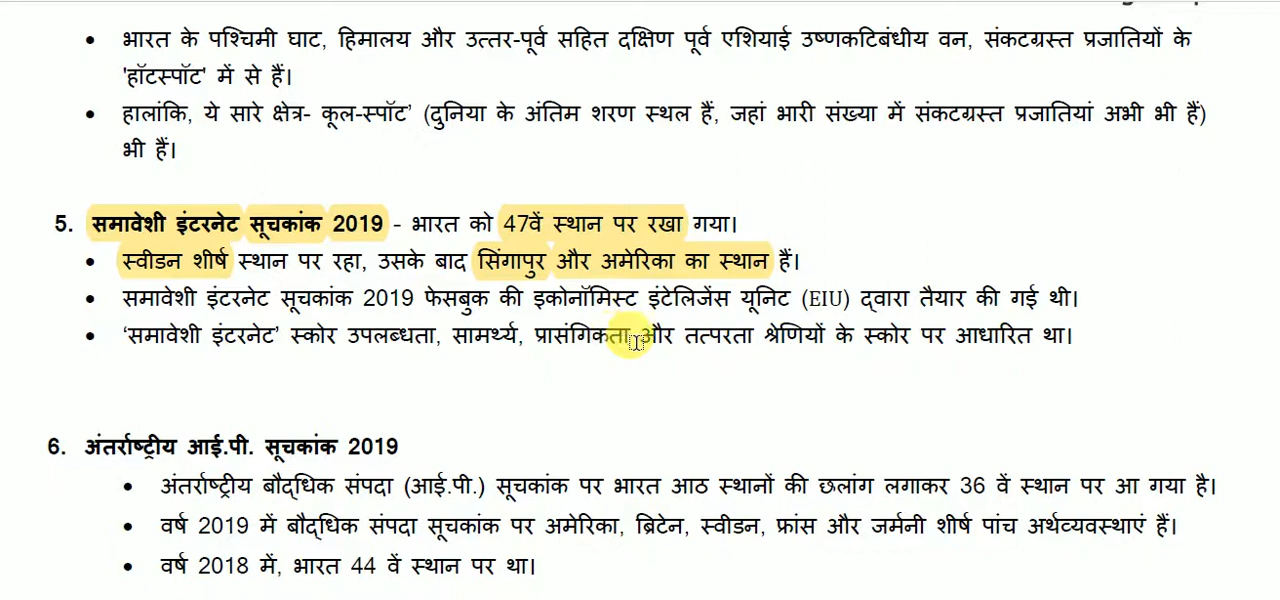 • भारत के पश्चिमी घाट, हिमालय और उत्तर-पूर्व सहित दक्षिण पूर्व एशियाई उष्णकटिबंधीय वन, संकटग्रस्त प्रजातियों के
'हॉटस्पॉट' में से हैं।
• हालांकि, ये सारे क्षेत्र- कूल-स्पॉट’ (दुनिया के अंतिम शरण स्थल हैं, जहां भारी संख्या में संकटग्रस्त प्रजातियां अभी भी हैं)
भी हैं।
5. समावेशी इंटरनेट सूचकांक 2019 - भारत को 47वें स्थान पर रखा गया।
• स्वीडन शीर्ष स्थान पर रहा, उसके बाद सिंगापुर और अमेरिका का स्थान हैं।
• समावेशी इंटरनेट सूचकांक 2019 फेसबुक की इकोनॉमिस्ट इंटेलिजेंस यूनिट (EIU) द्वारा तैयार की गई थी।
• ‘समावेशी इंटरनेट’ स्कोर उपलब्धता, सामर्थ्य, प्रासंगिकता और तत्परता श्रेणियों के स्कोर पर आधारित था।
6. अंतर्राष्ट्रीय आई.पी. सूचकांक 2019
• अंतर्राष्ट्रीय बौद्धिक संपदा (आई.पी.) सूचकांक पर भारत आठ स्थानों की छलांग लगाकर 36 वें स्थान पर आ गया है।
• वर्ष 2019 में बौद्धिक संपदा सूचकांक पर अमेरिका, ब्रिटेन, स्वीडन, फ्रांस और जर्मनी शीर्ष पांच अर्थव्यवस्थाएं हैं।
• वर्ष 2018 में, भारत 44 वें स्थान पर था।